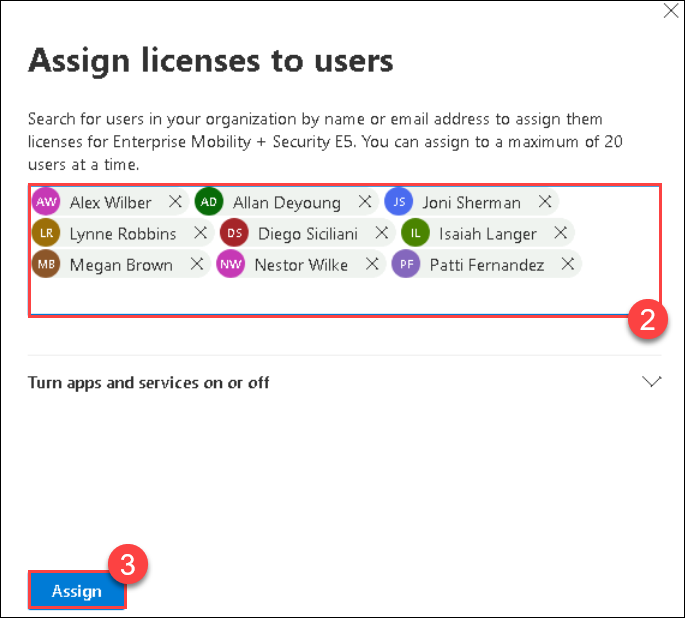 Assign licenses to users
Search for users in your organization by name or email address to assign them
licenses for Enterprise Mobility + Security E5. You can assign to a maximum of 20
users at a time.
AW Alex Wilber AD Allan Deyoung JS Joni Sherman
LR Lynne Robbins DS Diego Siciliani IL Isaiah Langer
MB Megan Brown NW Nestor Wilke PF Patti Fernandez
2
Turn apps and services on or off
3
Assign